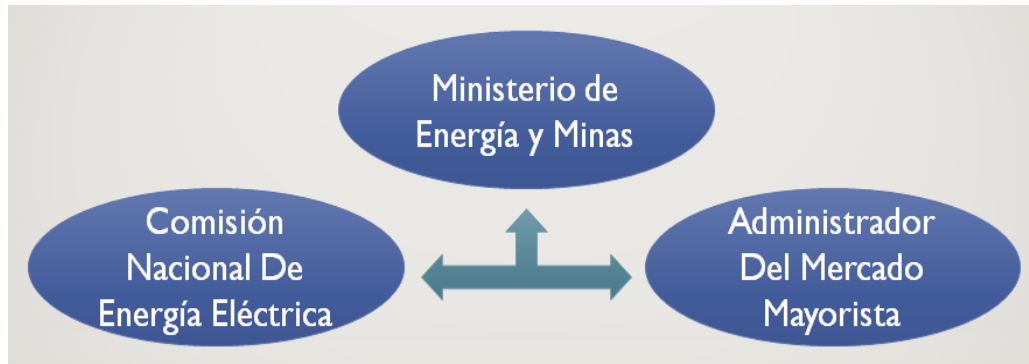 Ministerio de
Energía y Minas
Comisión
Nacional De
Energía Eléctrica
Administrador
Del Mercado
Mayorista